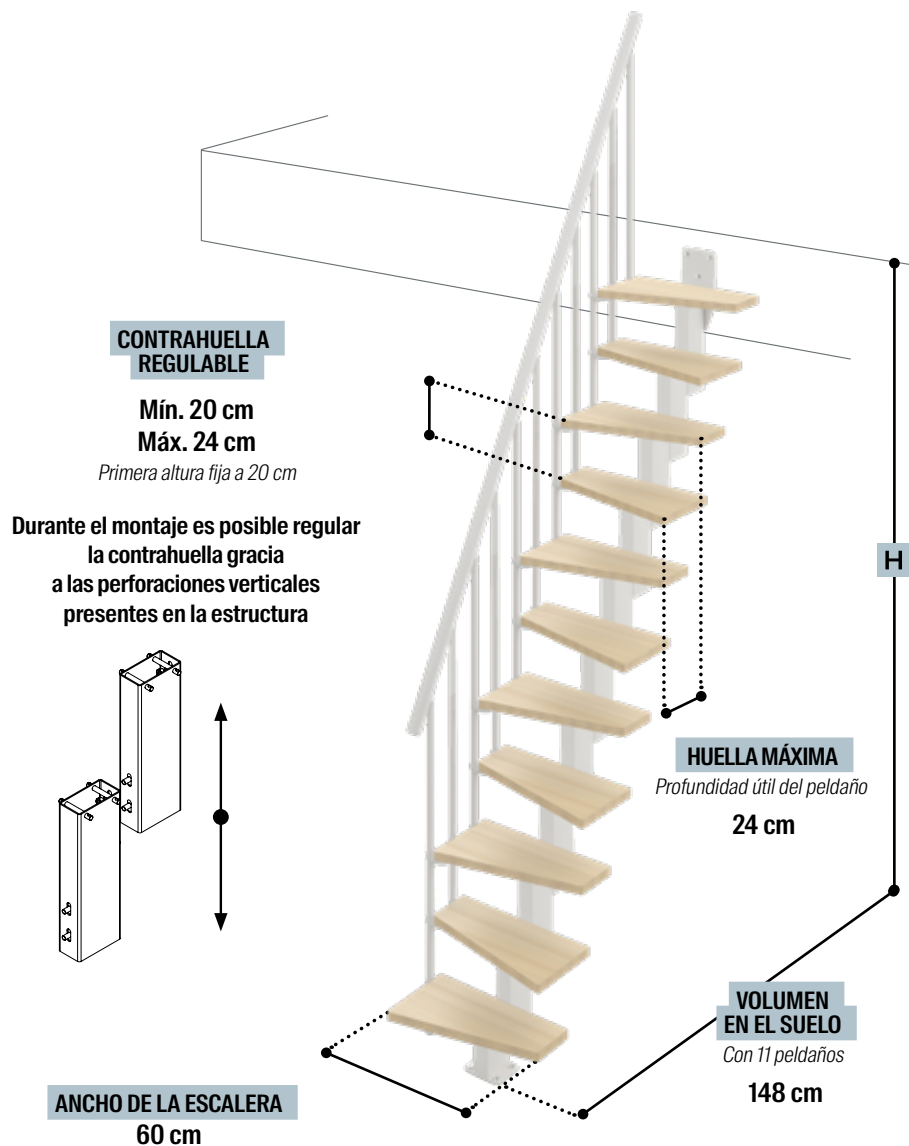 CONTRAHUELLA
REGULABLE
Mín. 20 cm
Máx. 24 cm
Primera altura fija a 20 cm
Durante el montaje es posible regular
la contrahuella gracia
a las perforaciones verticales
presentes en la estructura
H
HUELLA MÁXIMA
Profundidad útil del peldaño
24 cm
VOLUMEN
EN EL SUELO
Con 11 peldaños
148 cm
ANCHO DE LA ESCALERA
60 cm